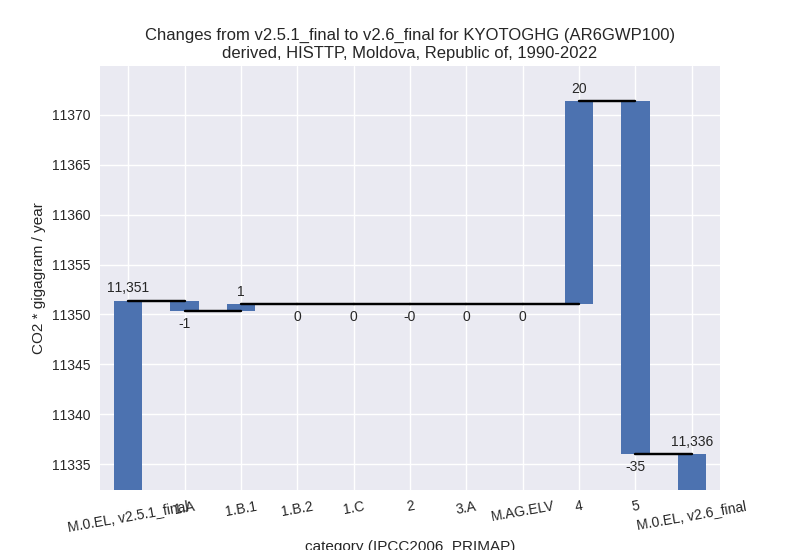 Changes from v2.5.1_final to v2.6_final for KYOTOGHG (AR6GWP100)
derived, HISTTP, Moldova, Republic of, 1990-2022
20
11370
11365
11360
11355
11,351
1
11350
-1
0
0
-0
0
0
11345
11340
11,336
11335
-35
CO2 * gigagram / year
M.0.EL, v2.5.1_final
1.A
1.B.1
1.B.2
1.C
2
3.A
M.AG.ELV
4
5
M.0.EL, v2.6_final
category (IPCC2006_PRIMAP)